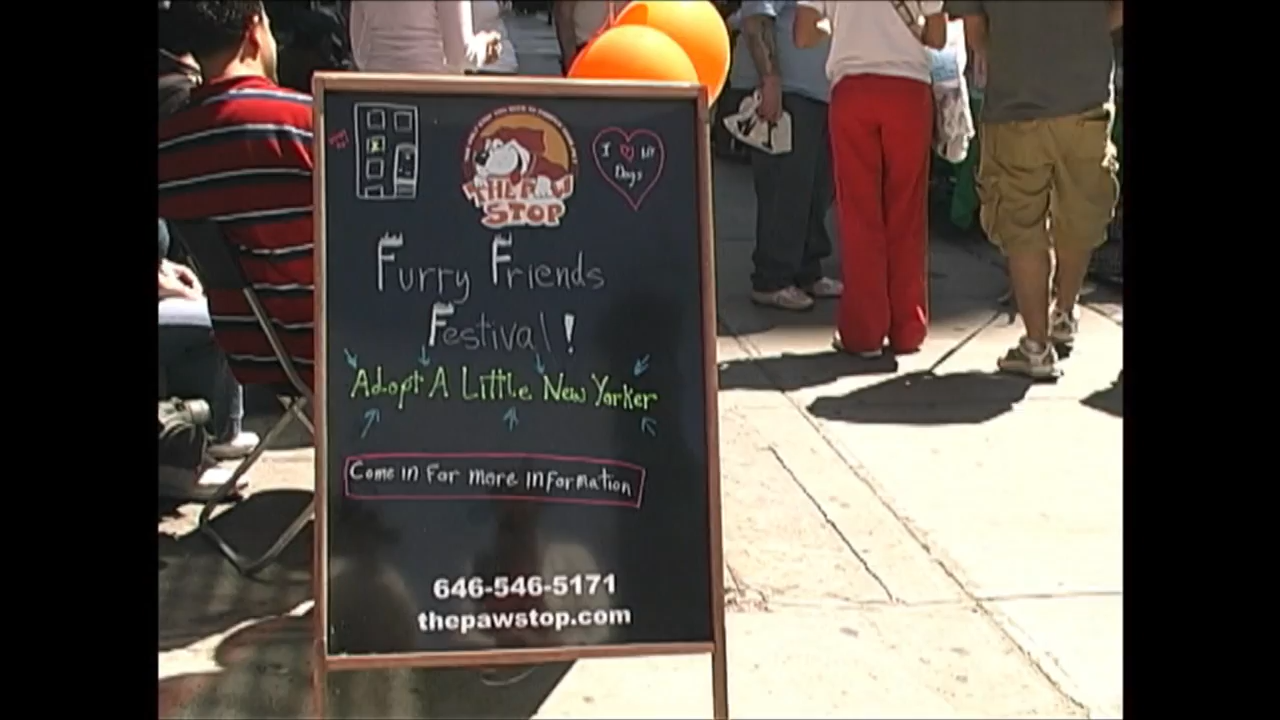 THE PAW
STOP
I ♥ My
Dogs
Furry Friends
Festival!
Adopt A Little New Yorker
Come in For more information
646-546-5171
thepawstop.com